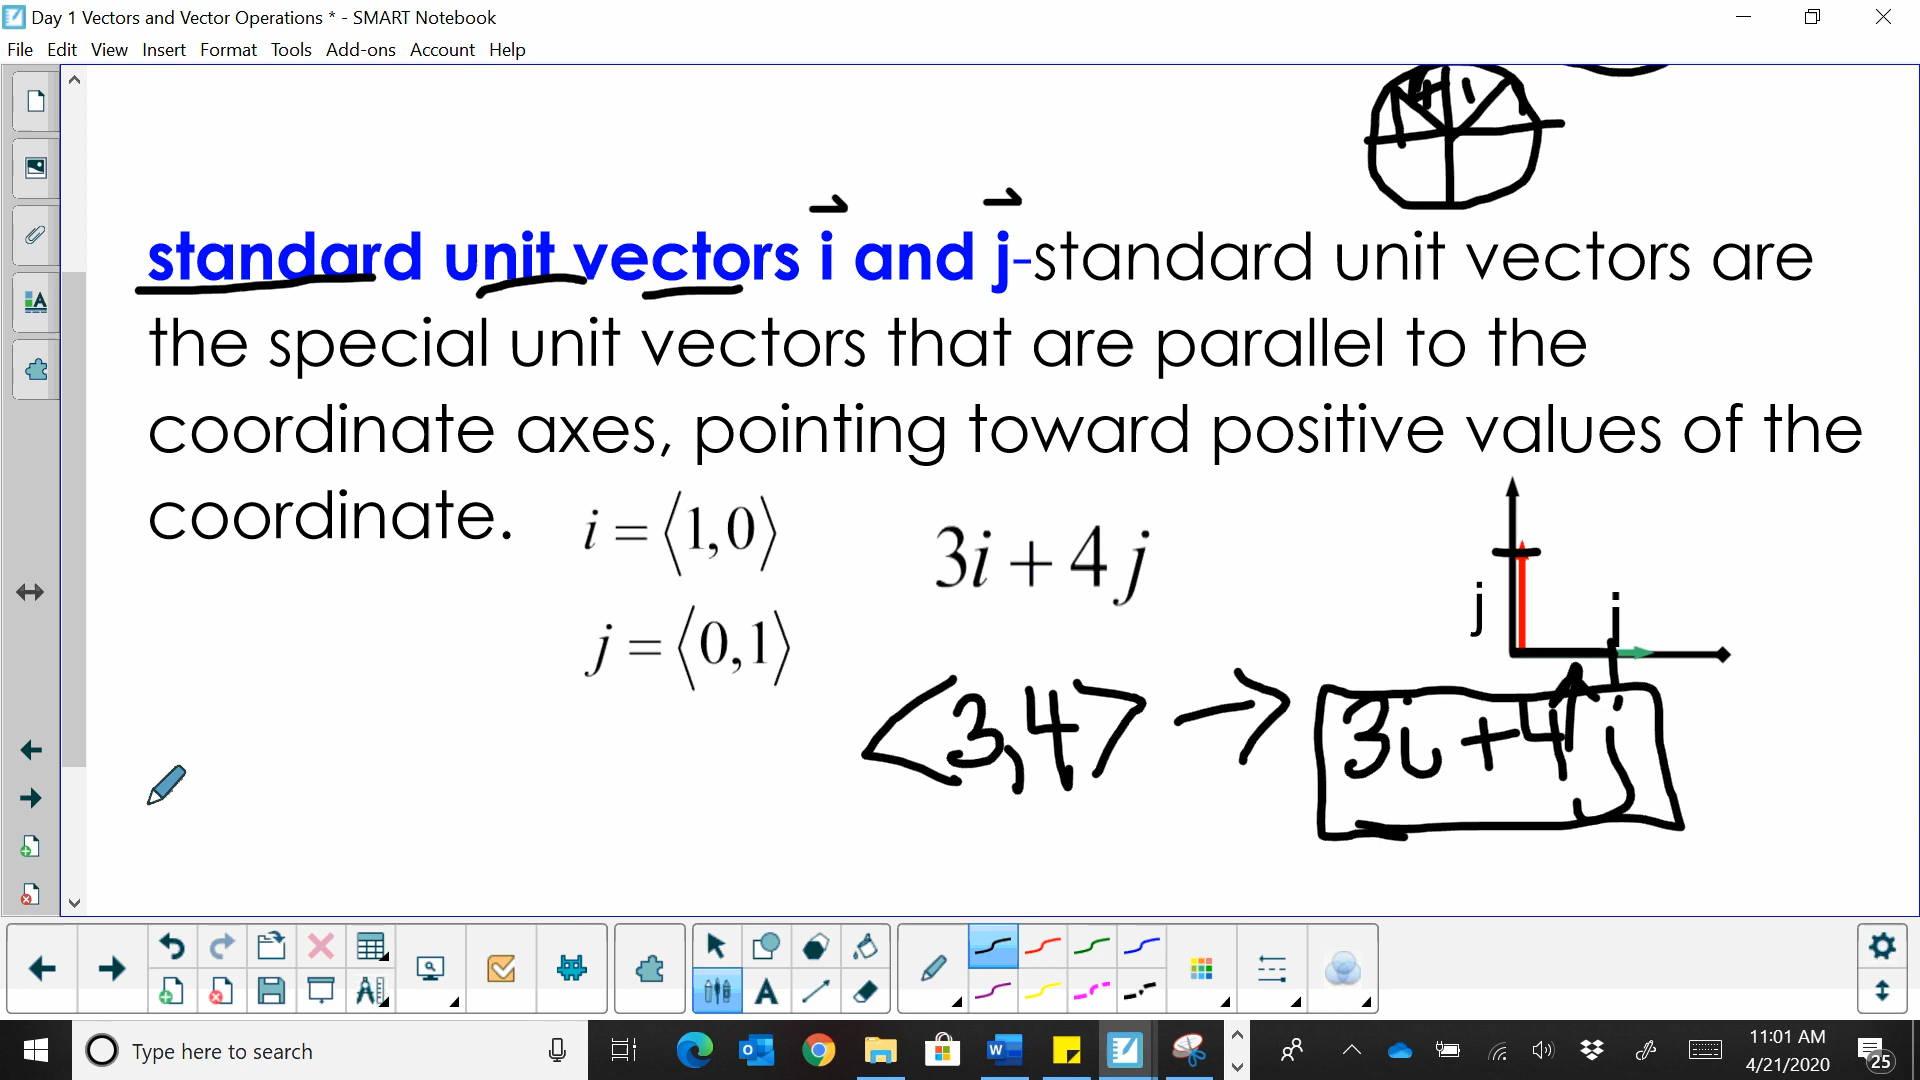 Day 1 Vectors and Vector Operations * - SMART Notebook
File Edit View Insert Format Tools Add-ons Account Help
standard unit vectors i and j-standard unit vectors are
the special unit vectors that are parallel to the
coordinate axes, pointing toward positive values of the
coordinate.
i = ⟨1,0⟩
3i + 4j
j = ⟨0,1⟩
j
i
<3,4> → 3i + 4j
Type here to search
11:01 AM
4/21/2020
25